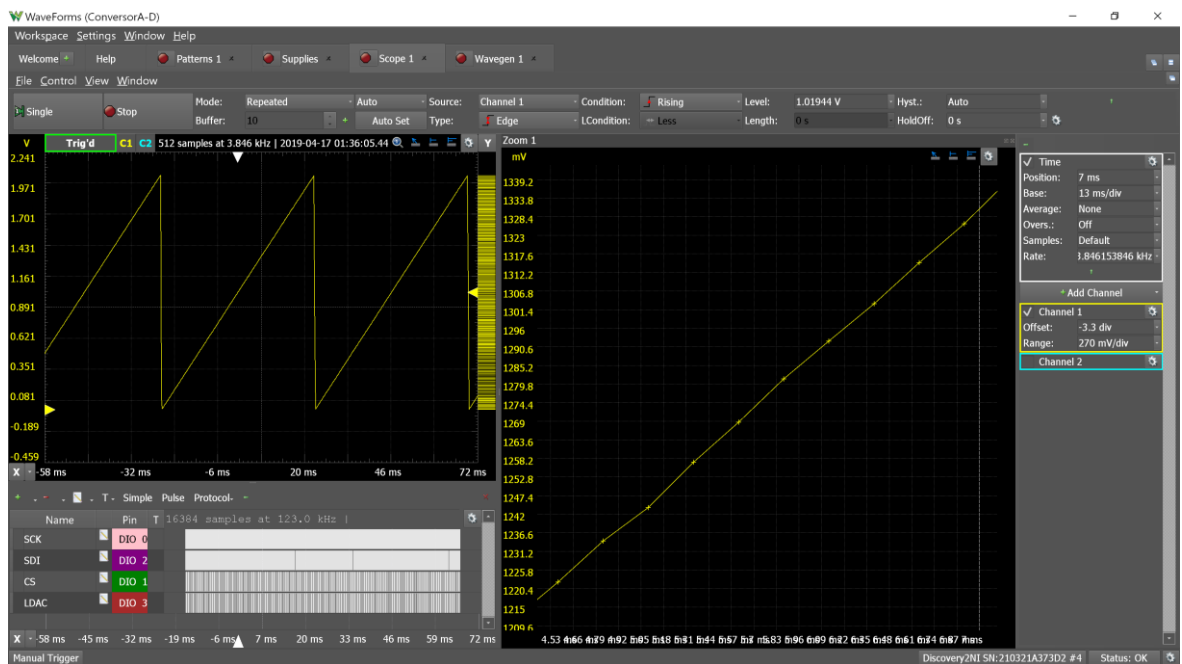 WaveForms (ConversorA-D)
Workspace Settings Window Help
Welcome Help Patterns 1 Supplies Scope 1 Wavegen 1
File Control View Window
Single Stop Mode: Repeated Auto Source: Channel 1 Condition: Rising Level: 1.01944 V Hyst.: Auto
Buffer: 10 Auto Set Type: Edge LCondition: Less Length: 0 s HoldOff: 0 s
V Trig'd C1 C2 512 samples at 3.846 kHz | 2019-04-17 01:36:05.44 Y
2.241
1.971
1.701
1.431
1.161
0.891
0.621
0.351
0.081
-0.189
-0.459
X -58 ms -32 ms -6 ms 20 ms 46 ms 72 ms
T Simple Pulse Protocol
Name Pin T 16384 samples at 123.0 kHz |
SCK DIO 0
SDI DIO 2
CS DIO 1
LDAC DIO 3
X -58 ms -45 ms -32 ms -19 ms -6 ms 7 ms 20 ms 33 ms 46 ms 59 ms 72 ms
Manual Trigger
Zoom 1
mV
1339.2
1333.8
1328.4
1323
1317.6
1312.2
1306.8
1301.4
1296
1290.6
1285.2
1279.8
1274.4
1269
1263.6
1258.2
1252.8
1247.4
1242
1236.6
1231.2
1225.8
1220.4
1215
1209.6
4.53
Time
Position: 7 ms
Base: 13 ms/div
Average: None
Overs.: Off
Samples: Default
Rate: 3.846153846 kHz
Add Channel
Channel 1
Offset: -3.3 div
Range: 270 mV/div
Channel 2
Discovery2NI SN:210321A373D2 #4 Status: OK